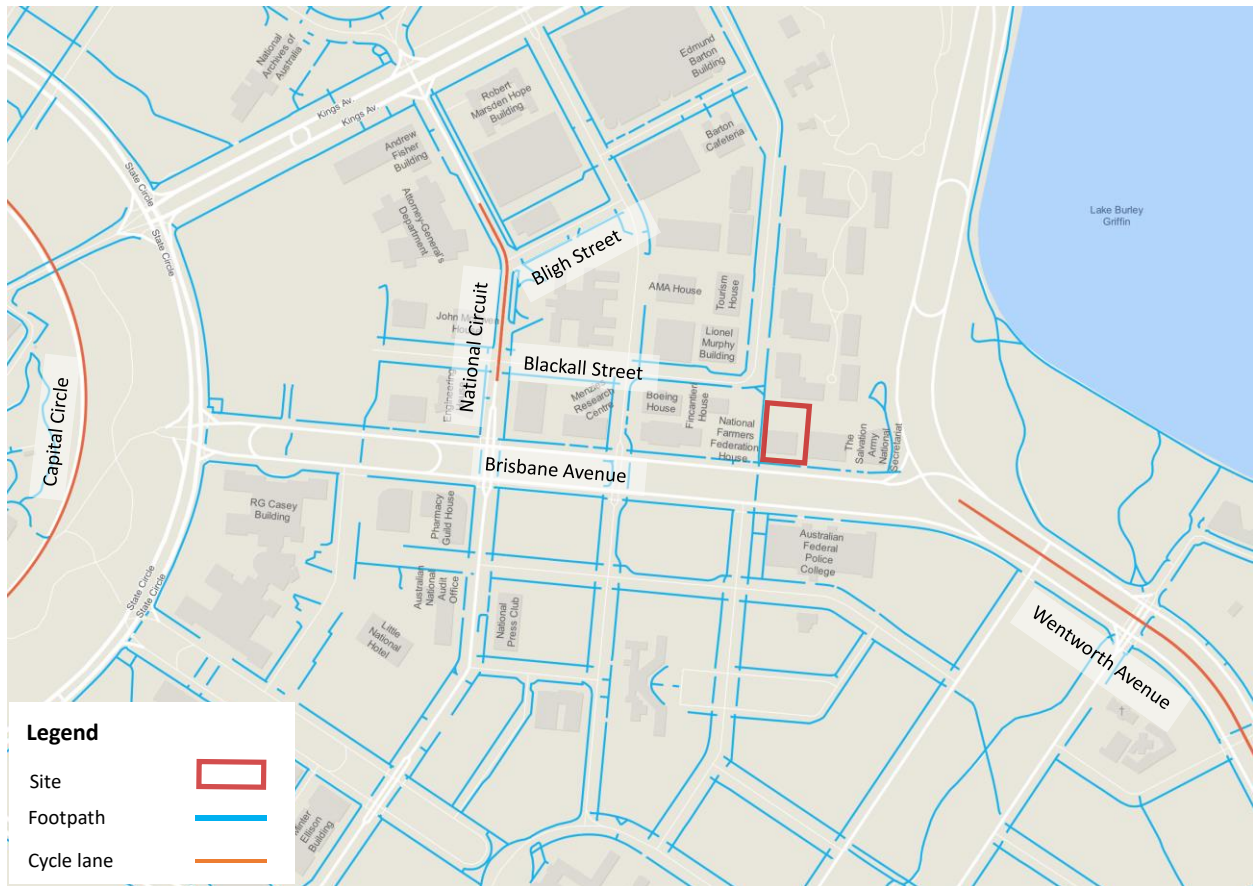 National
Archives of
Australia
Edmund
Barton
Building
Robert
Marsden Hope
Building
Kings Av
Kings Av
Barton
Cafeteria
Andrew
Fisher
Building
State Circle
State Circle
Attorney-General's
Department
Lake Burley
Griffin
Bligh Street
AMA House
Tourism
House
National Circuit
Lionel
Murphy
Building
Blackall Street
Capital Circle
Engineering
Menzies
Research
Centre
Boeing
House
Fincantieri
House
National
Farmers
Federation
House
The
Salvation
Army
National
Secretariat
Brisbane Avenue
RG Casey
Building
Pharmacy
Guild House
Australian
Federal
Police
College
State Circle
State Circle
Australian
National
Audit
Office
Little
National
Hotel
National
Press Club
Wentworth Avenue
Ellison
Building
Legend
Site
Footpath
Cycle lane